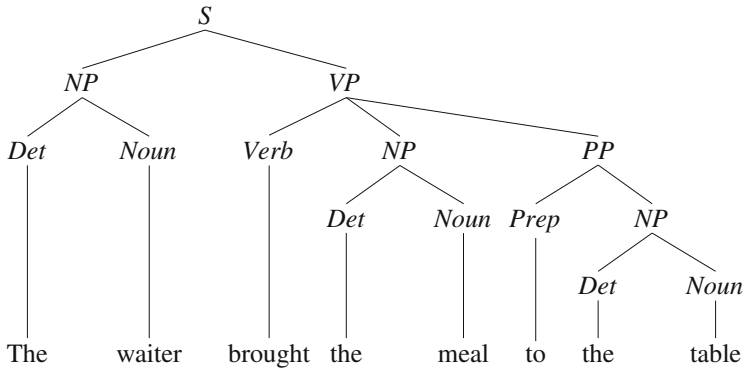 S
NP VP
Det Noun Verb NP PP
Det Noun Prep NP
Det Noun
The waiter brought the meal to the table